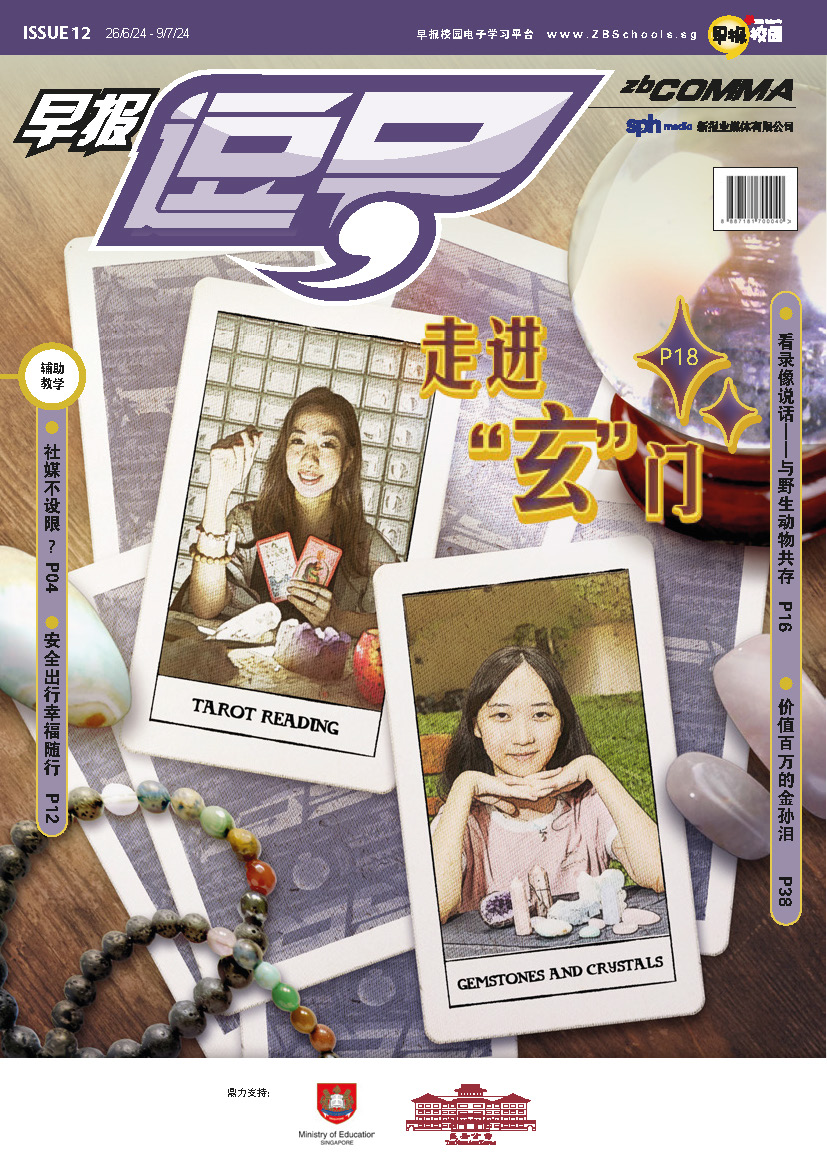 ISSUE 12 26/6/24 - 9/7/24
早报校园电子学习平台 www.ZBSchools.sg
早报校园
早报逗号
zbCOMMA
sph media 新报业媒体有限公司
走进
“玄”门
P18
辅助
教学
社媒不设限？ P04
安全出行幸福随行 P12
看录像说话——与野生动物共存 P16
价值百万的金孙泪 P38
TAROT READING
GEMSTONES AND CRYSTALS
鼎力支持：
Ministry of Education
SINGAPORE